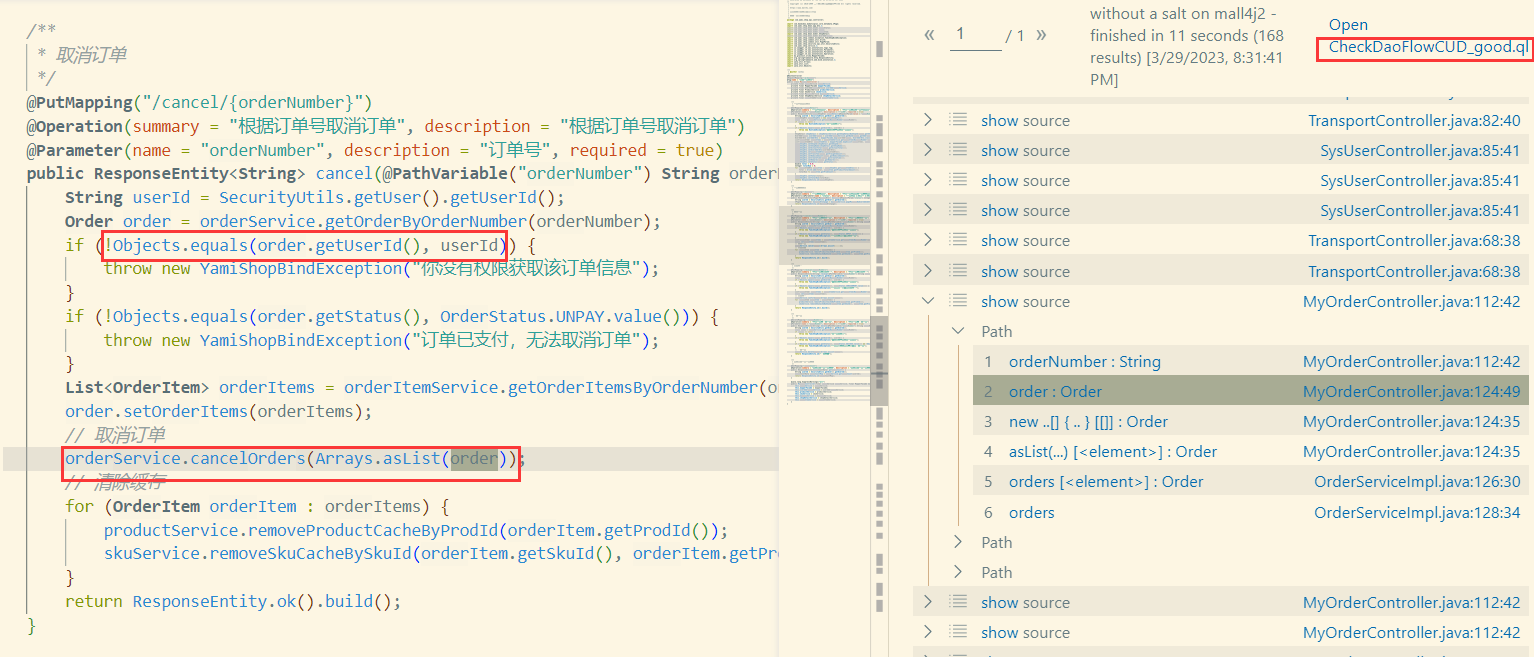 /**
* 取消订单
*/
@PutMapping("/cancel/{orderNumber}")
@Operation(summary = "根据订单号取消订单", description = "根据订单号取消订单")
@Parameter(name = "orderNumber", description = "订单号", required = true)
public ResponseEntity<String> cancel(@PathVariable("orderNumber") String order
String userId = SecurityUtils.getUser().getUserId();
Order order = orderService.getOrderByOrderNumber(orderNumber);
if (!Objects.equals(order.getUserId(), userId)) {
throw new YamiShopBindException("你没有权限获取该订单信息");
}
if (!Objects.equals(order.getStatus(), OrderStatus.UNPAY.value())) {
throw new YamiShopBindException("订单已支付，无法取消订单");
}
List<OrderItem> orderItems = orderItemService.getOrderItemsByOrderNumber(o
order.setOrderItems(orderItems);
// 取消订单
orderService.cancelOrders(Arrays.asList(order));
// 清除缓存
for (OrderItem orderItem : orderItems) {
productService.removeProductCacheByProdId(orderItem.getProdId());
skuService.removeSkuCacheBySkuId(orderItem.getSkuId(), orderItem.getPr
}
return ResponseEntity.ok().build();
}
« 1 / 1 »
without a salt on mall4j2 -
finished in 11 seconds (168
results) [3/29/2023, 8:31:41
PM]
Open
CheckDaoFlowCUD_good.ql
show source TransportController.java:82:40
show source SysUserController.java:85:41
show source SysUserController.java:85:41
show source SysUserController.java:85:41
show source TransportController.java:68:38
show source TransportController.java:68:38
show source MyOrderController.java:112:42
Path
1 orderNumber : String MyOrderController.java:112:42
2 order : Order MyOrderController.java:124:49
3 new ..[] { .. } [[]] : Order MyOrderController.java:124:35
4 asList(...) [<element>] : Order MyOrderController.java:124:35
5 orders [<element>] : Order OrderServiceImpl.java:126:30
6 orders OrderServiceImpl.java:128:34
Path
Path
show source MyOrderController.java:112:42
show source MyOrderController.java:112:42